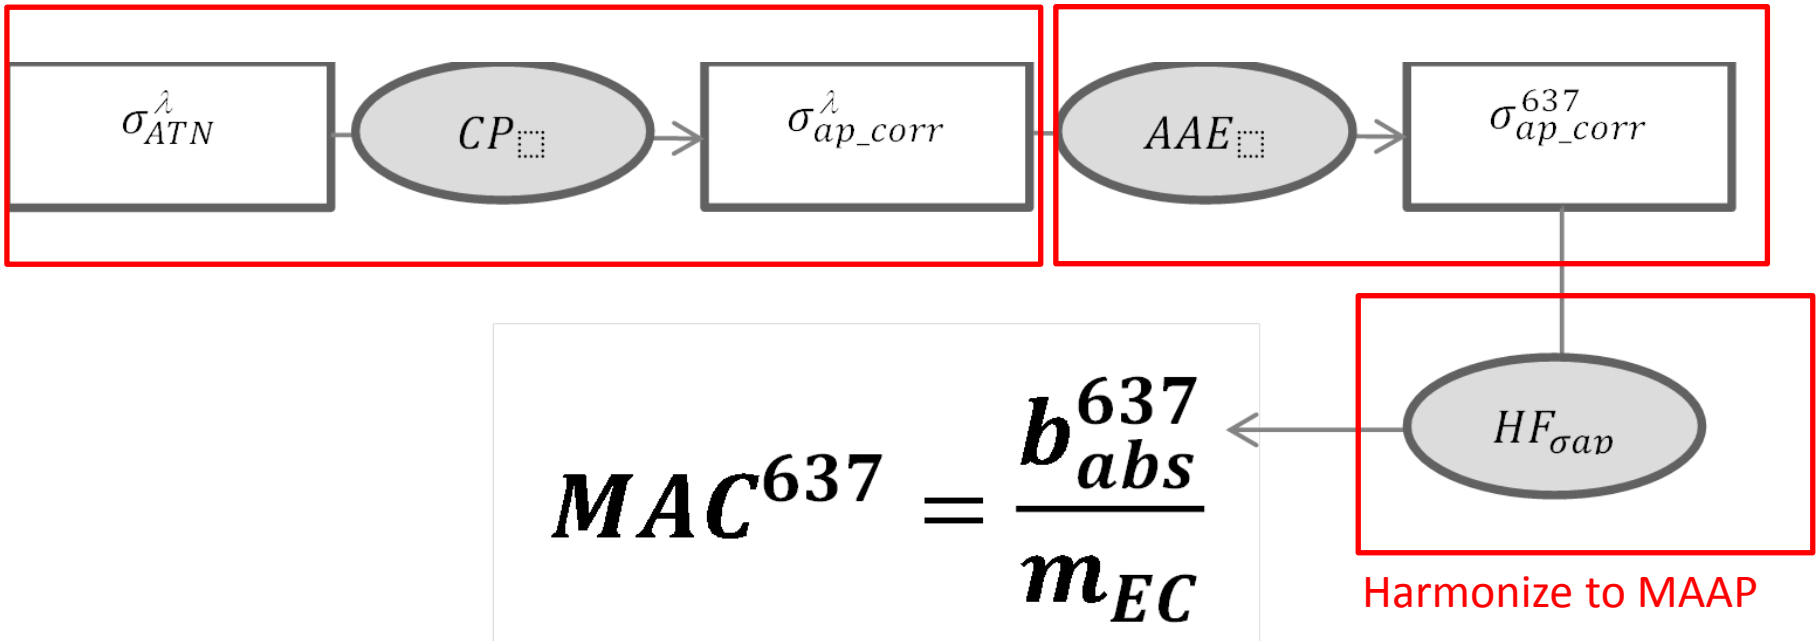 σ^λ_ATN CP⬚ σ^λ_ap_corr AAE⬚ σ^637_ap_corr
HF_σap
MAC^637 = b^637_abs / m_EC
Harmonize to MAAP